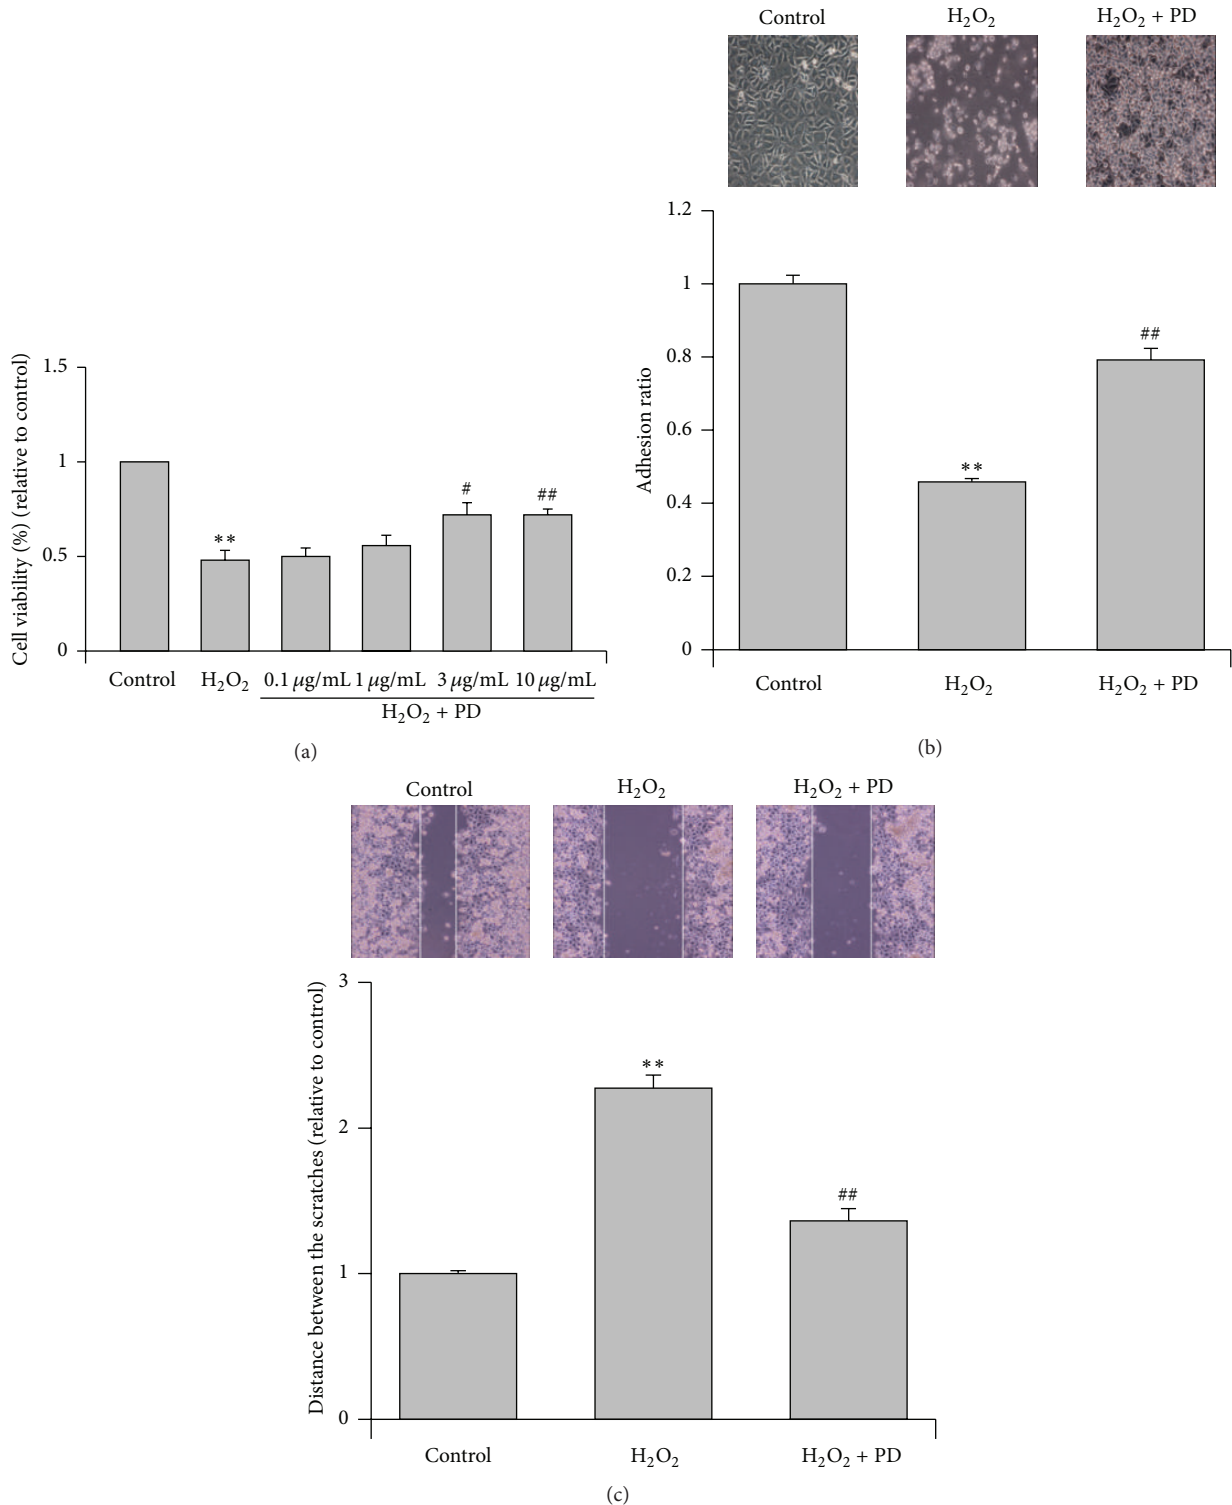 Cell viability (%) (relative to control)
1.5
1
0.5
0
**
#
##
Control H₂O₂ 0.1 μg/mL 1 μg/mL 3 μg/mL 10 μg/mL
H₂O₂ + PD
(a)
Control H₂O₂ H₂O₂ + PD
Adhesion ratio
1.2
1
0.8
0.6
0.4
0.2
0
**
##
Control H₂O₂ H₂O₂ + PD
(b)
Control H₂O₂ H₂O₂ + PD
Distance between the scratches (relative to control)
3
2
1
0
**
##
Control H₂O₂ H₂O₂ + PD
(c)